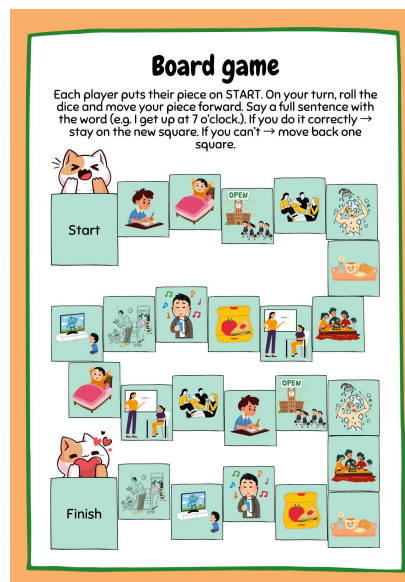 Board game
Each player puts their piece on START. On your turn, roll the
dice and move your piece forward. Say a full sentence with
the word (e.g. I get up at 7 o'clock.). If you do it correctly →
stay on the new square. If you can't → move back one
square.
OPEN
Start
OPEN
Finish